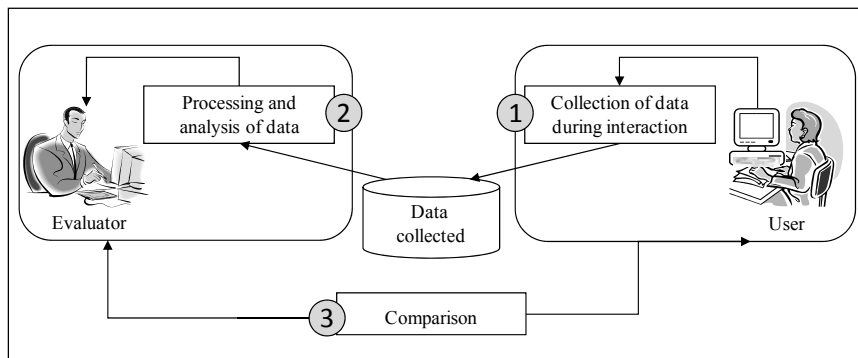 Processing and
analysis of data
2
1
Collection of data
during interaction
Evaluator
Data
collected
User
3
Comparison